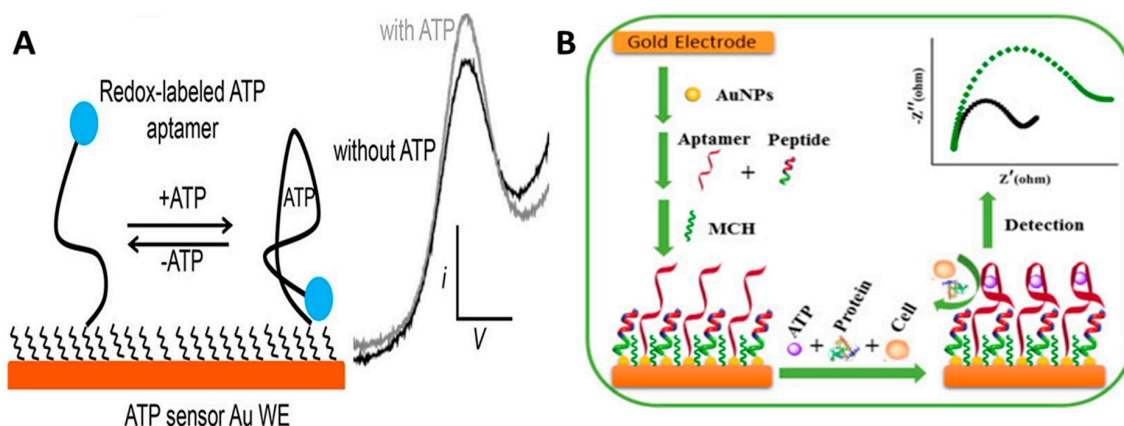 A
with ATP
Redox-labeled ATP
aptamer
without ATP
+ATP
-ATP
ATP
i
V
ATP sensor Au WE
B
Gold Electrode
AuNPs
Aptamer
Peptide
+
MCH
ATP
+
Protein
+
Cell
Detection
-Z''(ohm)
Z'(ohm)